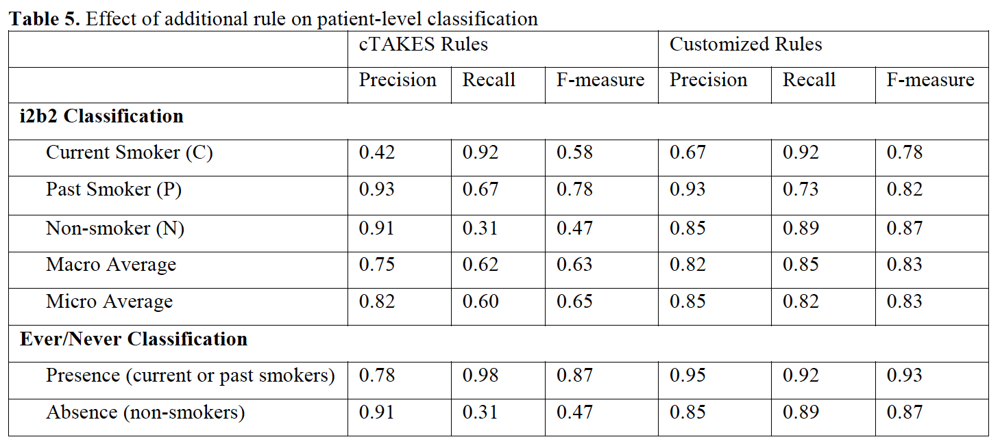 Table 5. Effect of additional rule on patient-level classification
cTAKES Rules Customized Rules
Precision Recall F-measure Precision Recall F-measure
i2b2 Classification
Current Smoker (C) 0.42 0.92 0.58 0.67 0.92 0.78
Past Smoker (P) 0.93 0.67 0.78 0.93 0.73 0.82
Non-smoker (N) 0.91 0.31 0.47 0.85 0.89 0.87
Macro Average 0.75 0.62 0.63 0.82 0.85 0.83
Micro Average 0.82 0.60 0.65 0.85 0.82 0.83
Ever/Never Classification
Presence (current or past smokers) 0.78 0.98 0.87 0.95 0.92 0.93
Absence (non-smokers) 0.91 0.31 0.47 0.85 0.89 0.87